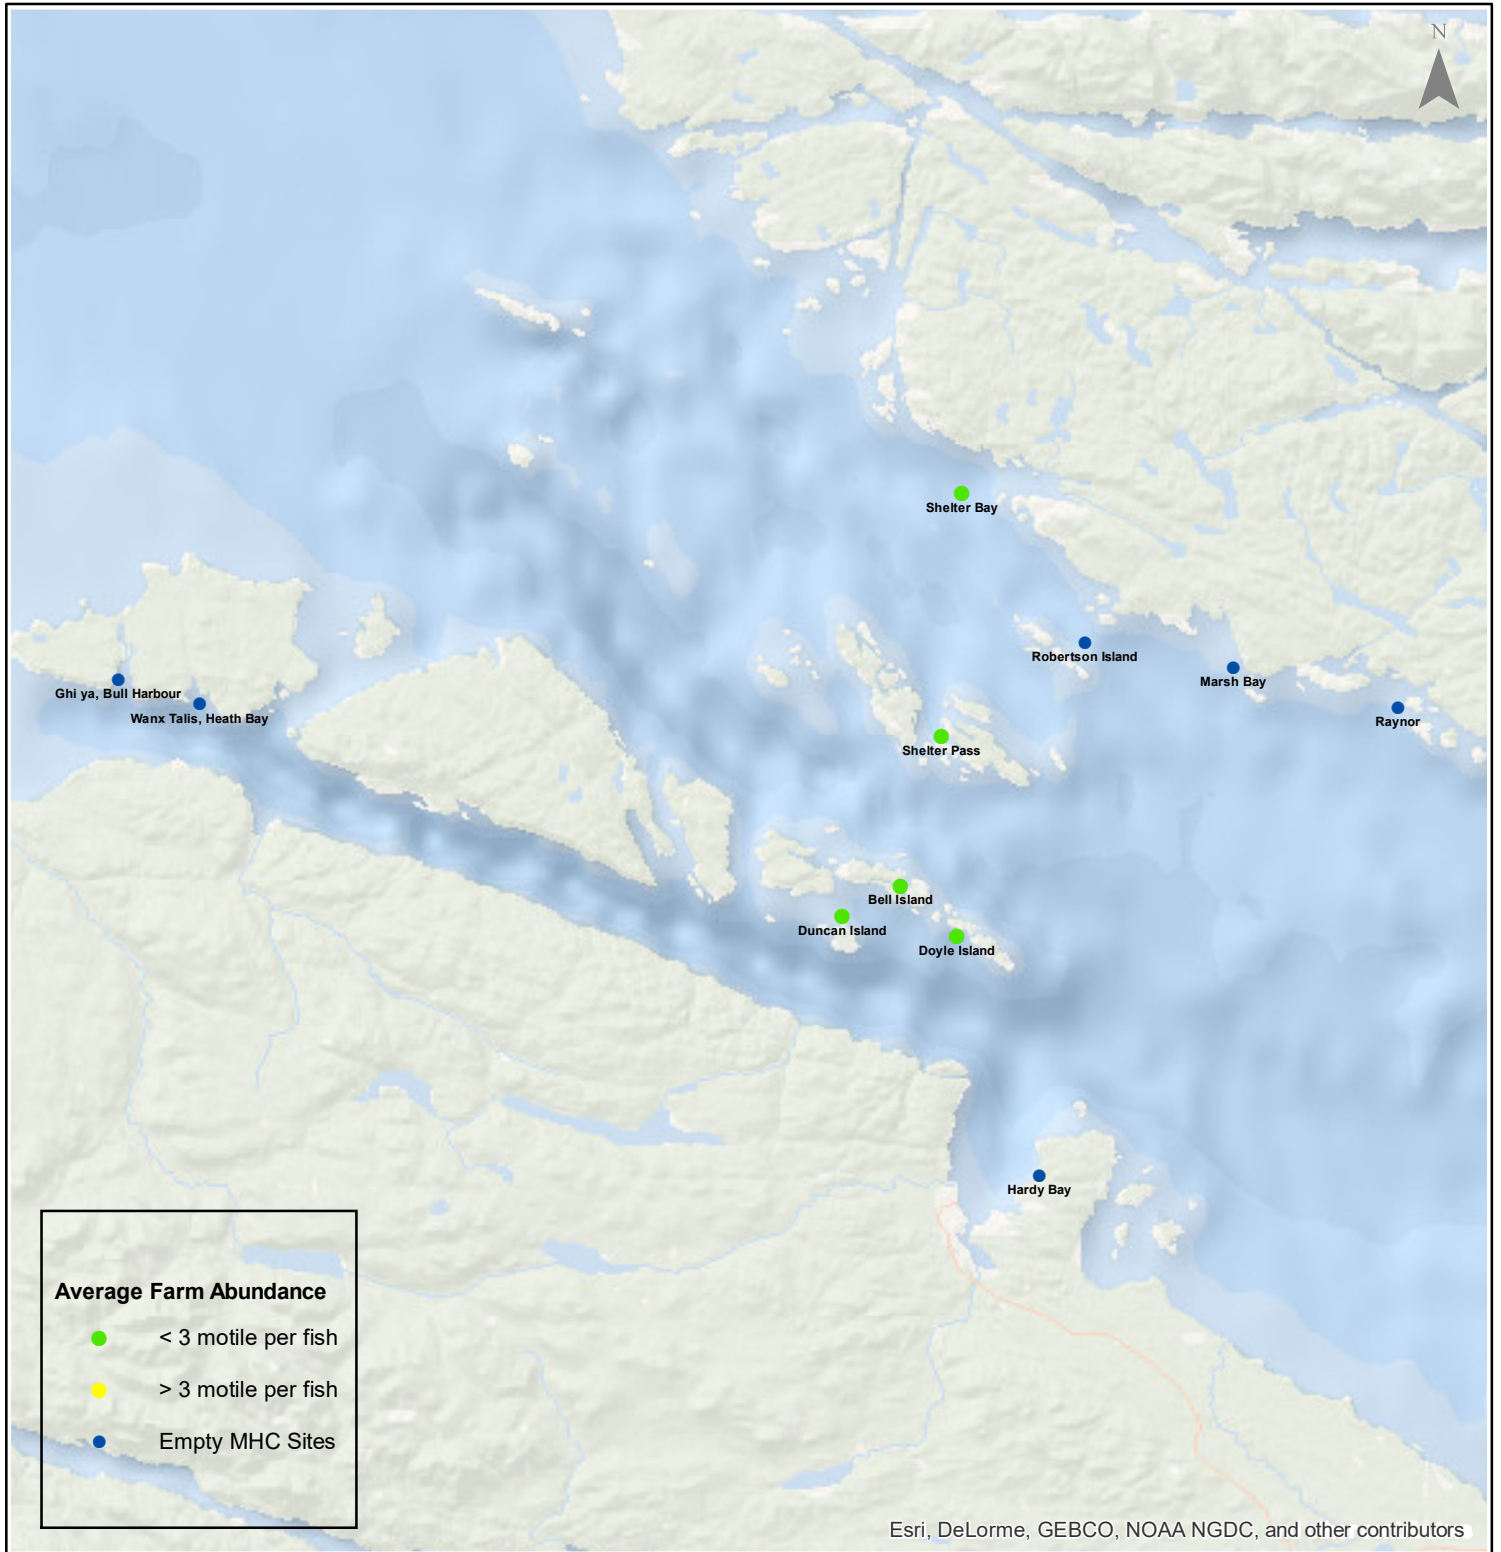 N
Shelter Bay
Robertson Island
Marsh Bay
Ghi ya, Bull Harbour
Wanx Talis, Heath Bay
Raynor
Shelter Pass
Bell Island
Duncan Island
Doyle Island
Hardy Bay
Average Farm Abundance
< 3 motile per fish
> 3 motile per fish
Empty MHC Sites
Esri, DeLorme, GEBCO, NOAA NGDC, and other contributors